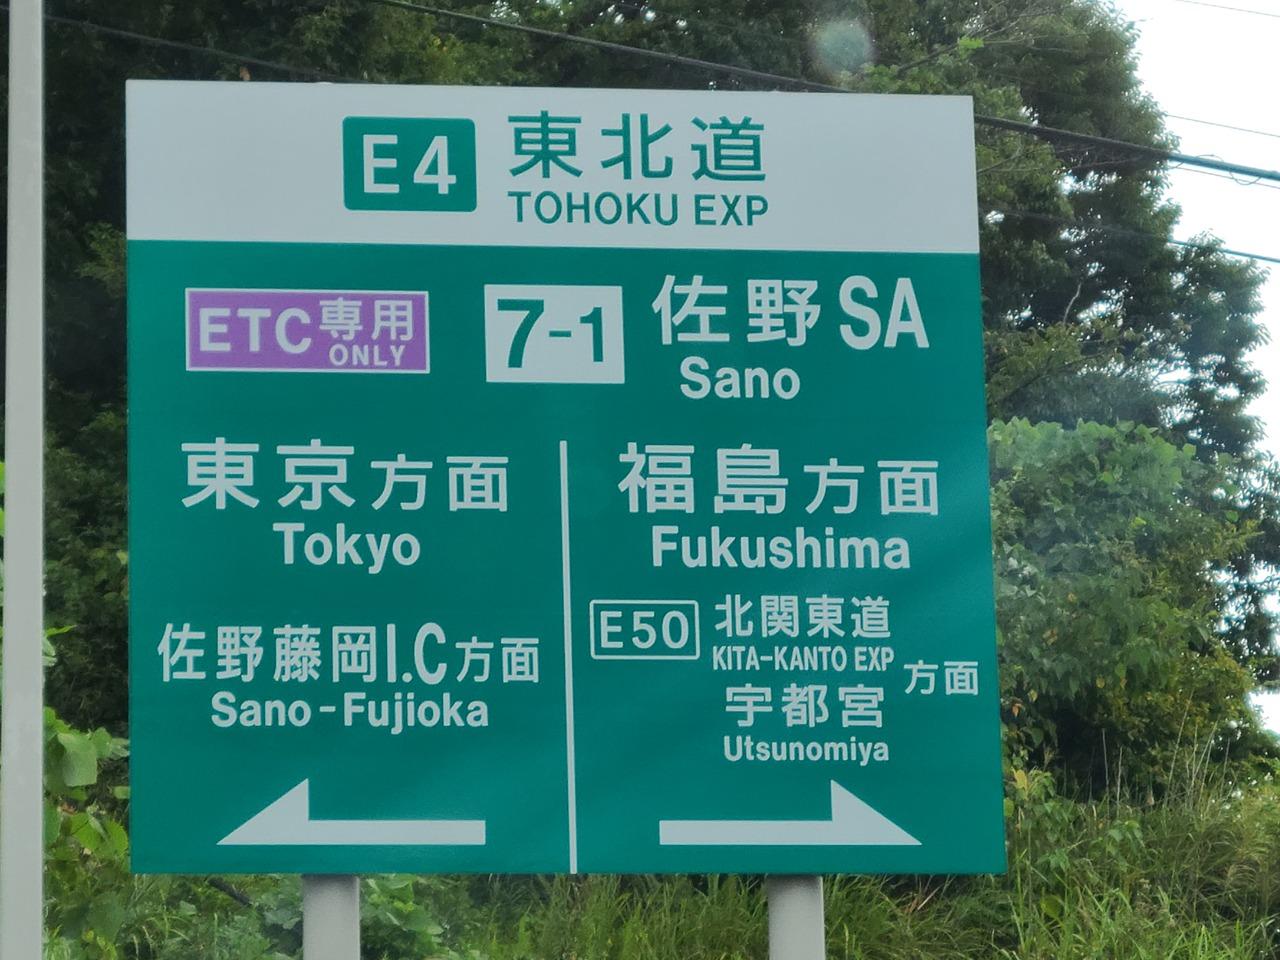 E4 東北道
TOHOKU EXP
ETC専用 ONLY
7-1 佐野SA
Sano
東京方面
Tokyo
佐野藤岡I.C方面
Sano-Fujioka
福島方面
Fukushima
E50 北関東道
KITA-KANTO EXP
方面
宇都宮
Utsunomiya